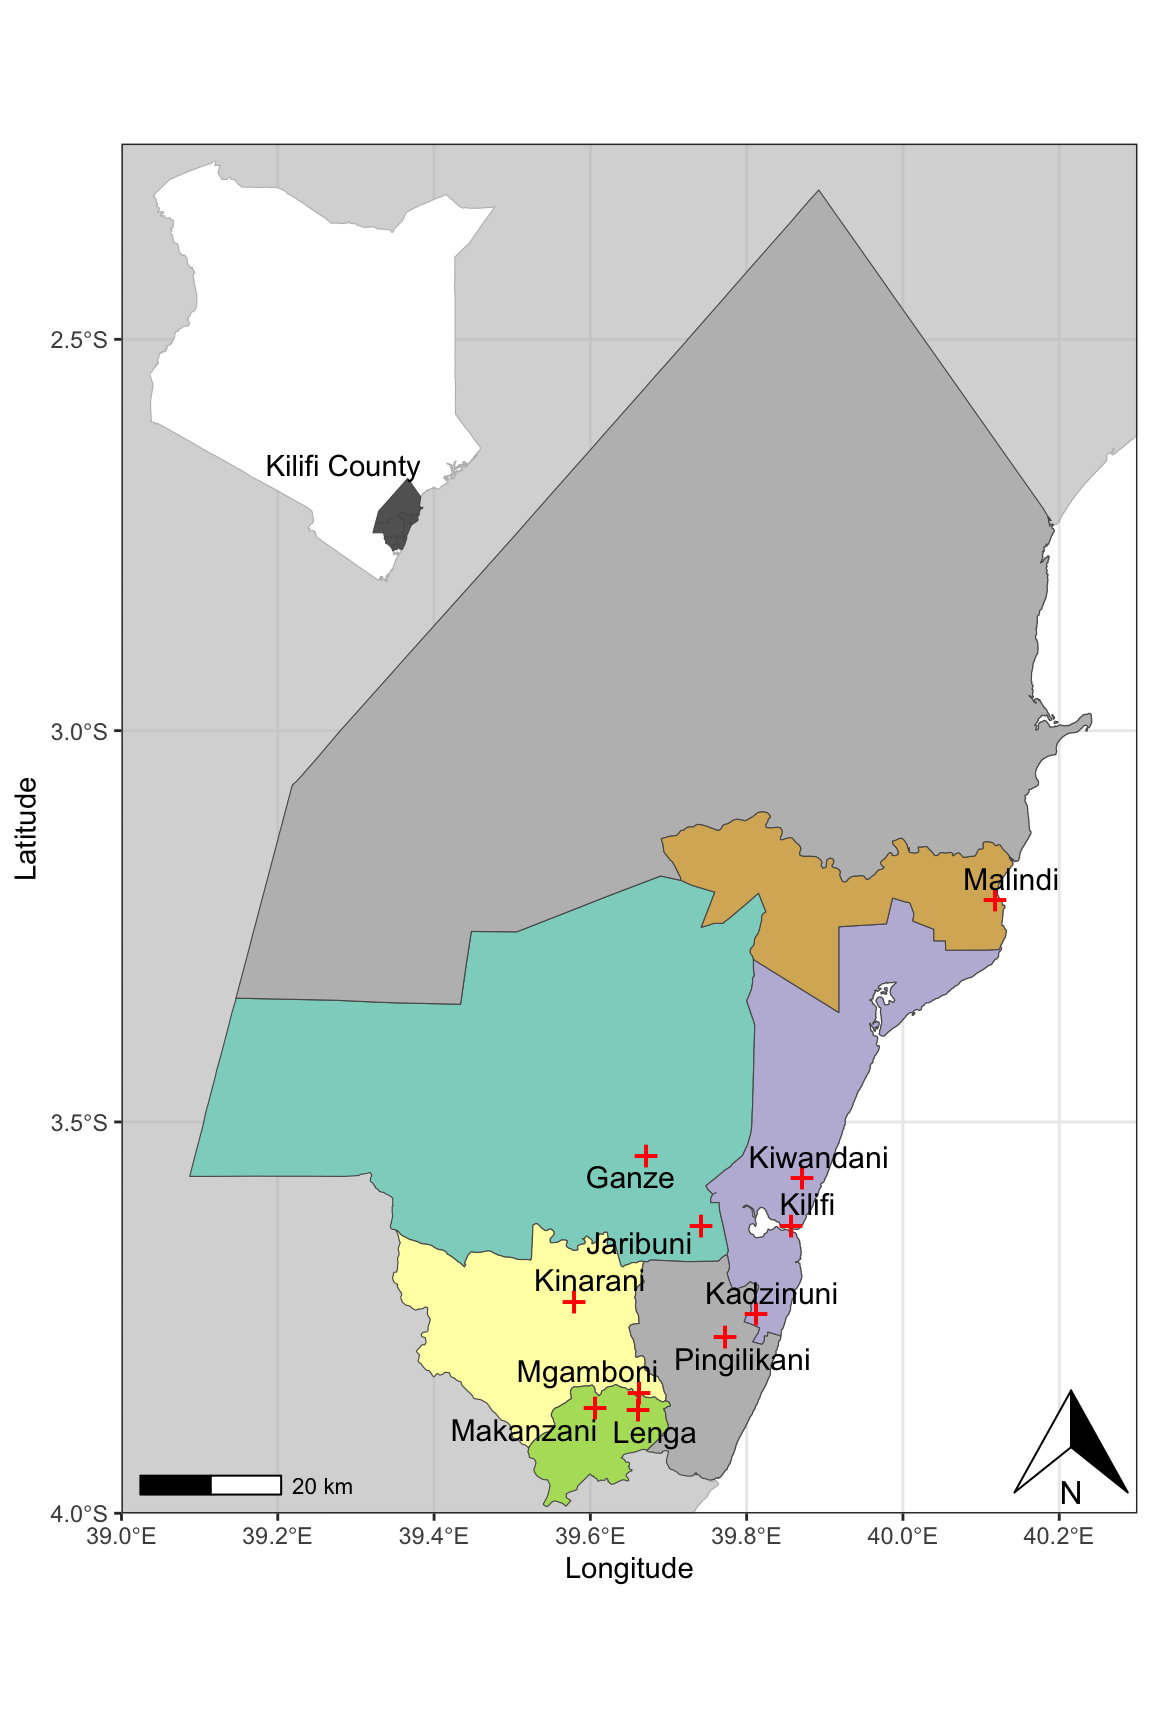 Kilifi County
2.5°S
3.0°S
3.5°S
4.0°S
Latitude
Malindi
Kiwandani
Ganze
Kilifi
Jaribuni
Kinarani
Kadzinuni
Pingilikani
Mgamboni
Makanzani
Lenga
20 km
N
39.0°E
39.2°E
39.4°E
39.6°E
39.8°E
40.0°E
40.2°E
Longitude